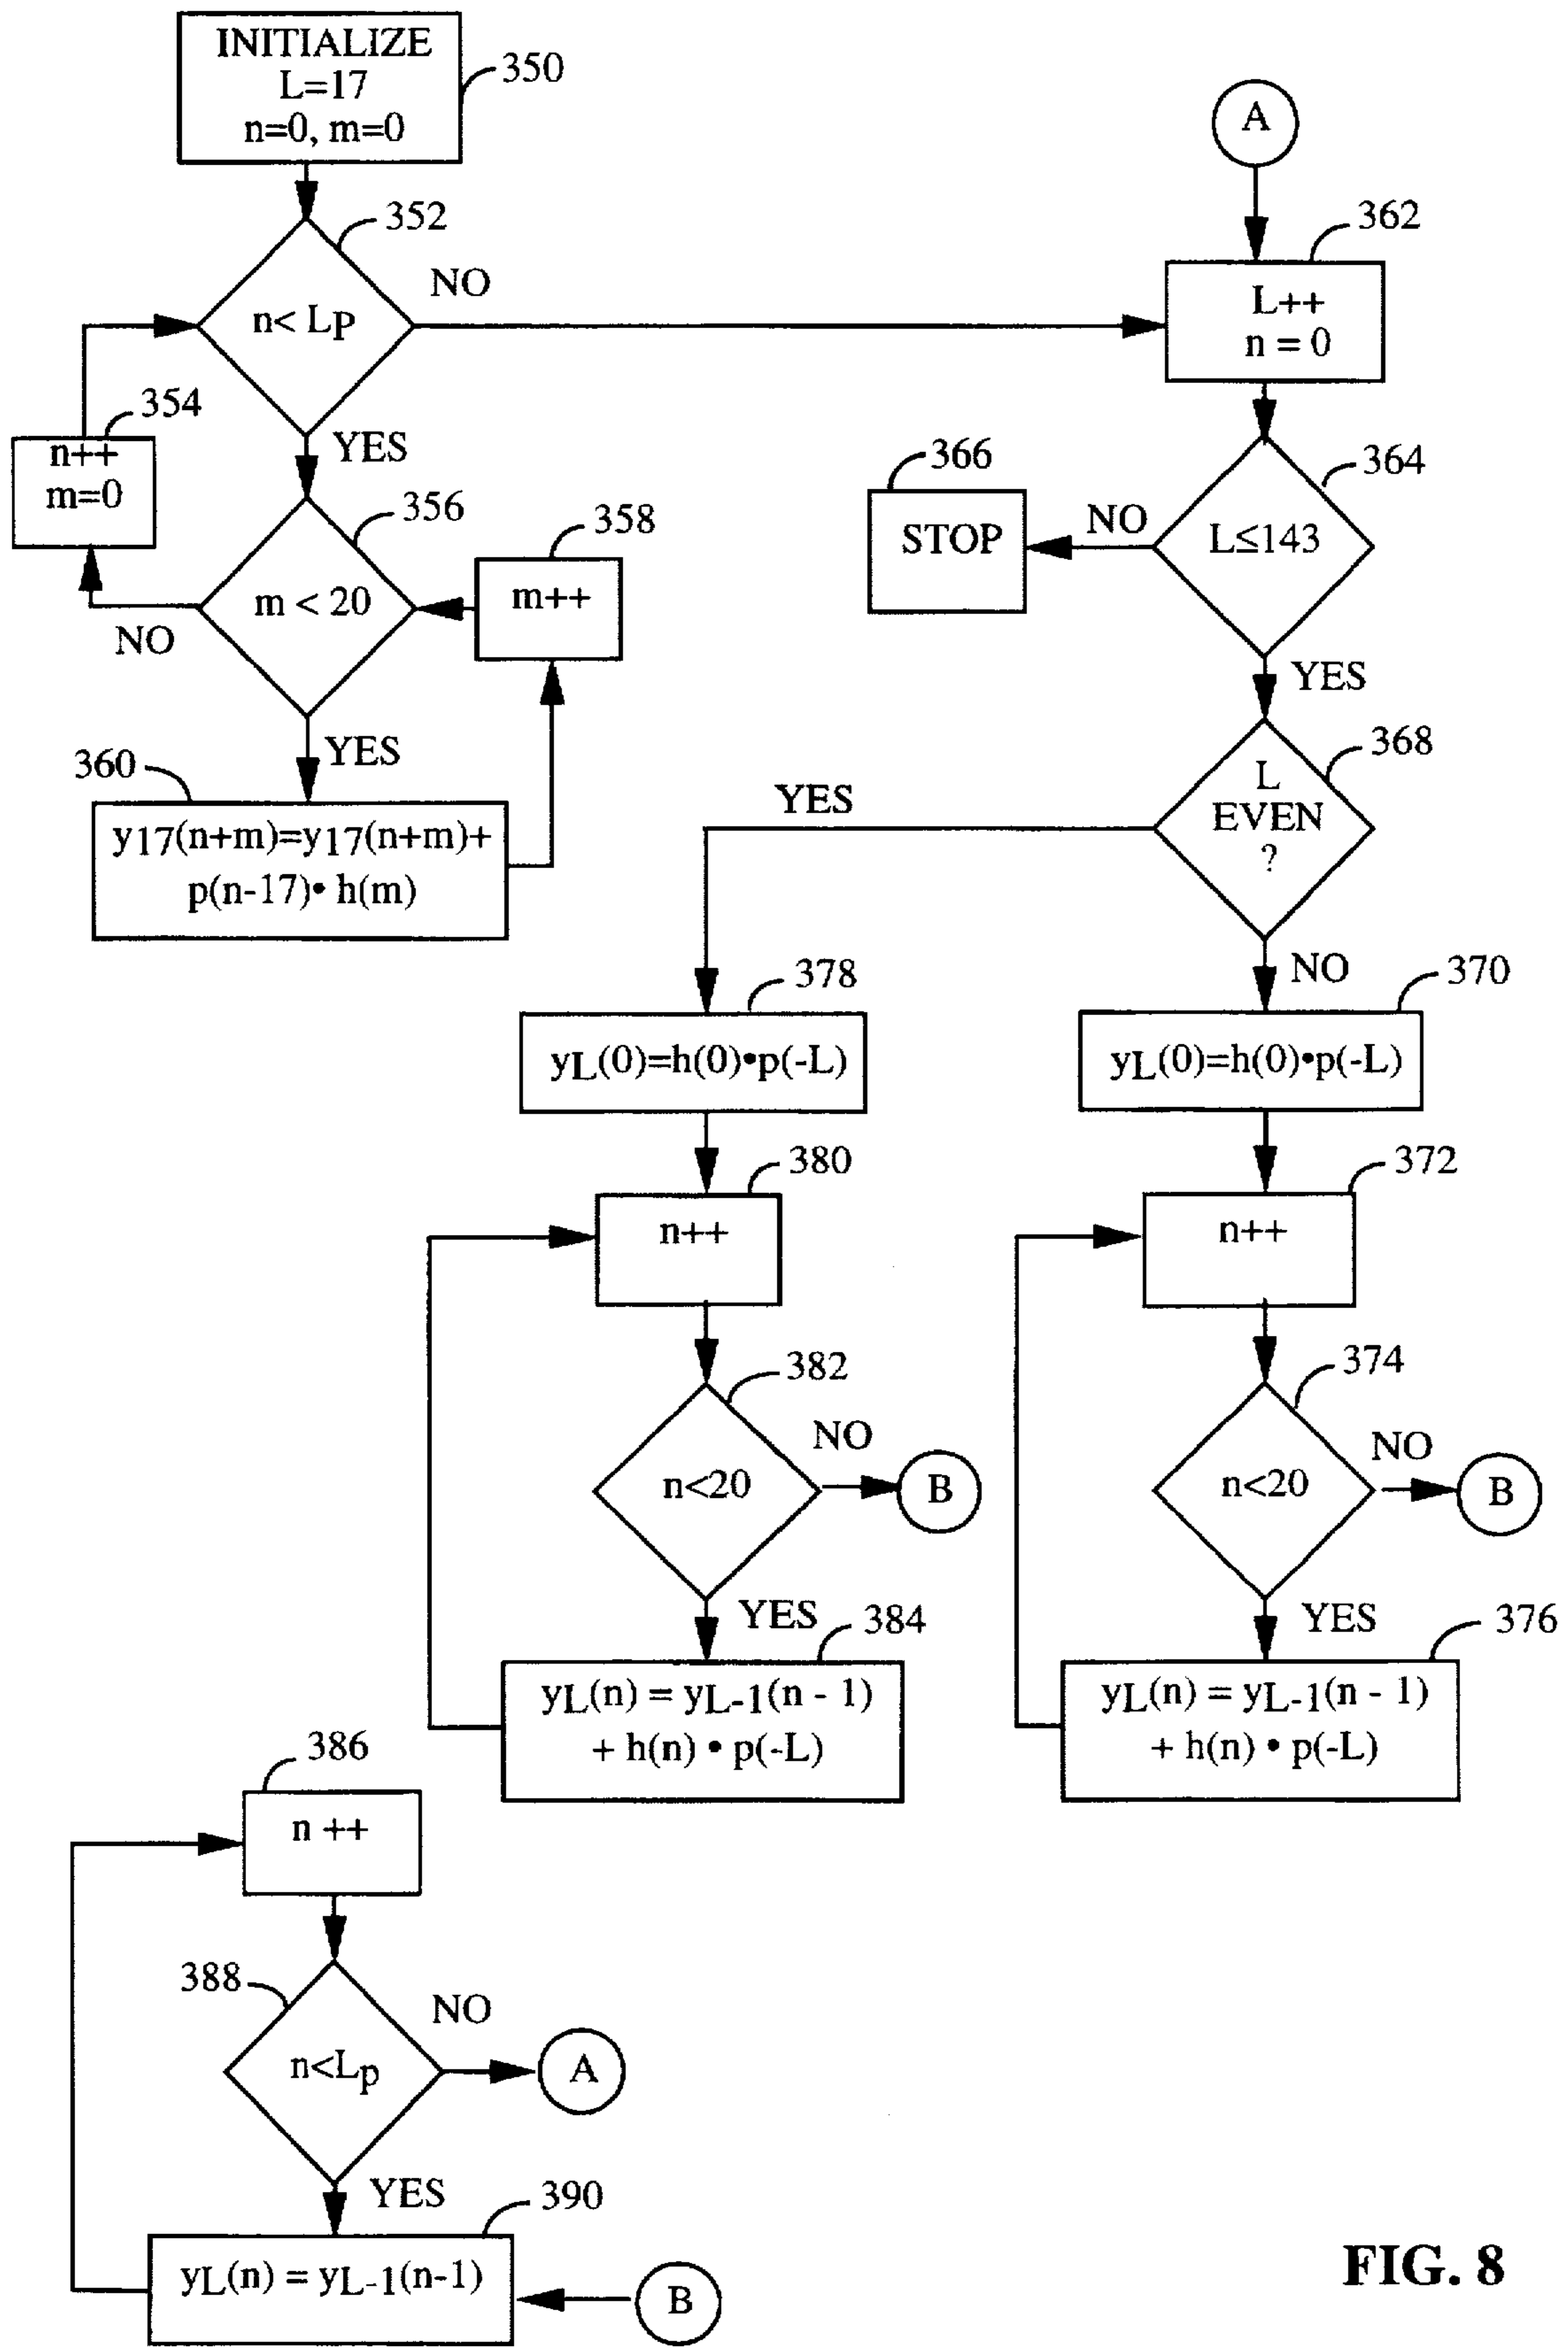 INITIALIZE
L=17
n=0, m=0
350
352
n< LP
NO
YES
354
n++
m=0
356
m < 20
NO
YES
358
m++
360
y17(n+m)=y17(n+m)+
p(n-17)• h(m)
A
362
L++
n = 0
364
L≤143
NO
366
STOP
YES
368
L
EVEN
?
YES
NO
378
yL(0)=h(0)•p(-L)
370
yL(0)=h(0)•p(-L)
380
n++
372
n++
382
n<20
NO
B
YES
374
n<20
NO
B
YES
384
yL(n) = yL-1(n - 1)
+ h(n) • p(-L)
376
yL(n) = yL-1(n - 1)
+ h(n) • p(-L)
386
n ++
388
n<Lp
NO
A
YES
390
yL(n) = yL-1(n-1)
B
FIG. 8